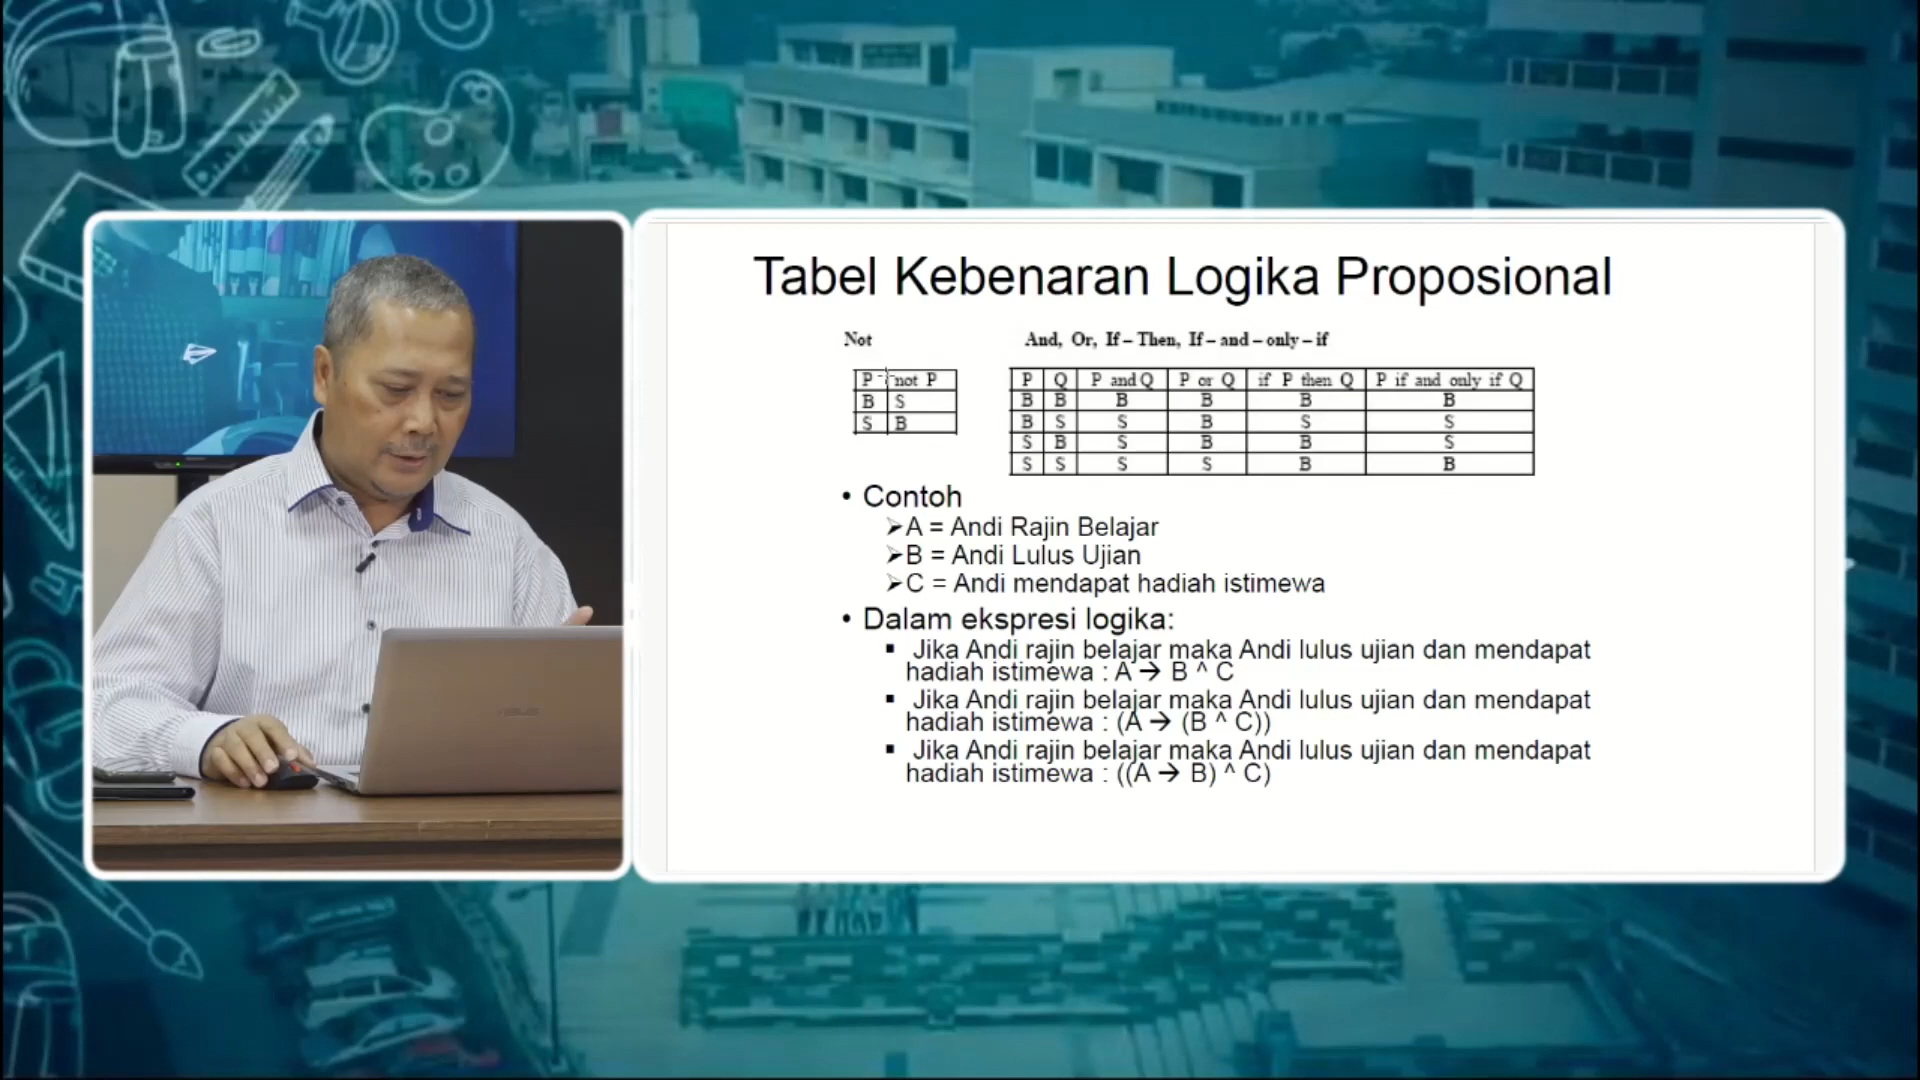 Tabel Kebenaran Logika Proposional
Not
And, Or, If – Then, If – and – only – if
P not P
B S
S B
P Q P and Q P or Q if P then Q P if and only if Q
B B B B B B
B S S B S S
S B S B B S
S S S S B B
• Contoh
➢A = Andi Rajin Belajar
➢B = Andi Lulus Ujian
➢C = Andi mendapat hadiah istimewa
• Dalam ekspresi logika:
▪ Jika Andi rajin belajar maka Andi lulus ujian dan mendapat
hadiah istimewa : A → B ^ C
▪ Jika Andi rajin belajar maka Andi lulus ujian dan mendapat
hadiah istimewa : (A → (B ^ C))
▪ Jika Andi rajin belajar maka Andi lulus ujian dan mendapat
hadiah istimewa : ((A → B) ^ C)
ASUS